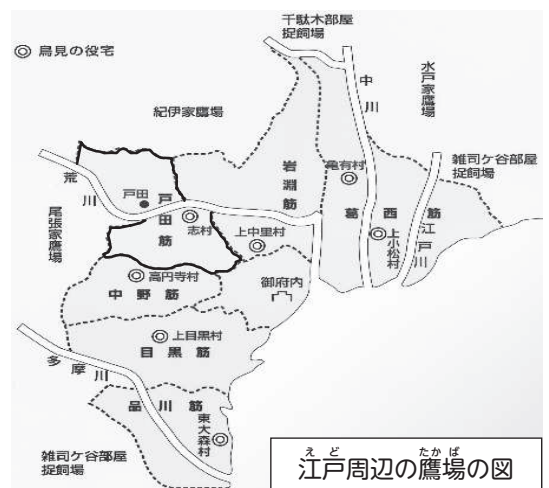 ◎ 鳥見の役宅
千駄木部屋
捉飼場
中川
水戸家鷹場
紀伊家鷹場
雑司ケ谷部屋
捉飼場
荒川
戸田
戸田筋
志村
岩淵筋
亀有村
葛西筋
江戸川
上小松村
上中里村
尾張家鷹場
高円寺村
中野筋
御府内
上目黒村
目黒筋
多摩川
品川筋
東大森村
雑司ケ谷部屋
捉飼場
えど たかば
江戸周辺の鷹場の図